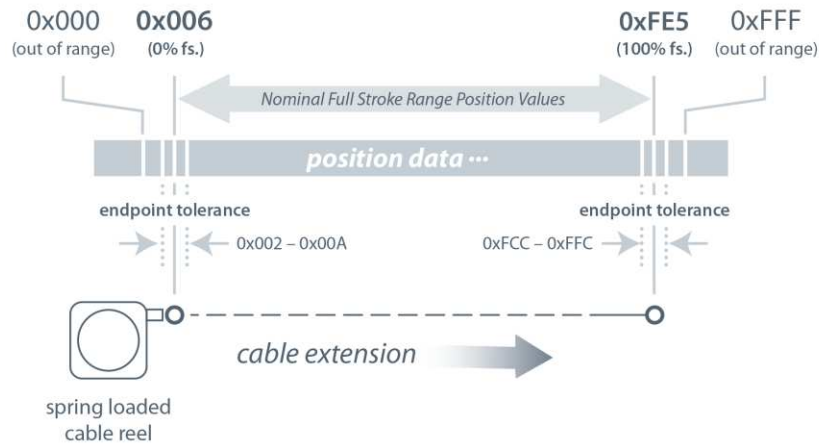 0x000 0x006 0xFE5 0xFFF
(out of range) (0% fs.) (100% fs.) (out of range)
Nominal Full Stroke Range Position Values
position data ···
endpoint tolerance endpoint tolerance
0x002 – 0x00A 0xFCC – 0xFFC
cable extension
spring loaded
cable reel